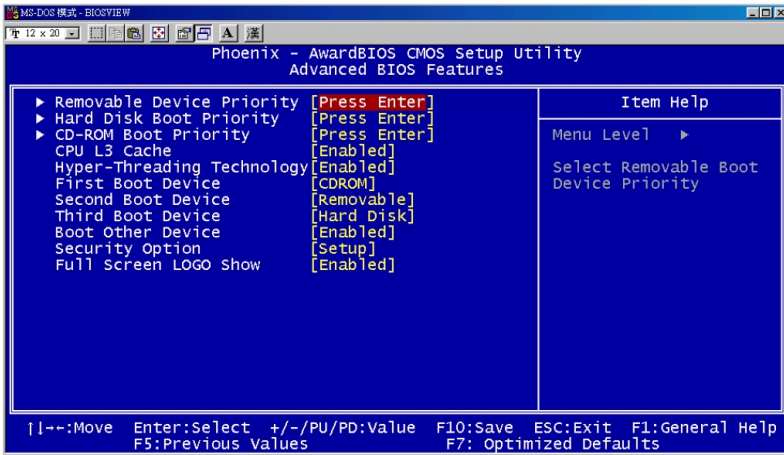 MS-DOS 模式 - BIOSVIEW
12 x 20 A 漢
Phoenix - AwardBIOS CMOS Setup Utility
Advanced BIOS Features
▶ Removable Device Priority [Press Enter]
▶ Hard Disk Boot Priority [Press Enter]
▶ CD-ROM Boot Priority [Press Enter]
CPU L3 Cache [Enabled]
Hyper-Threading Technology[Enabled]
First Boot Device [CDROM]
Second Boot Device [Removable]
Third Boot Device [Hard Disk]
Boot Other Device [Enabled]
Security Option [Setup]
Full Screen LOGO Show [Enabled]
Item Help
Menu Level ▶
Select Removable Boot
Device Priority
↑↓→←:Move Enter:Select +/-/PU/PD:Value F10:Save ESC:Exit F1:General Help
F5:Previous Values F7: Optimized Defaults